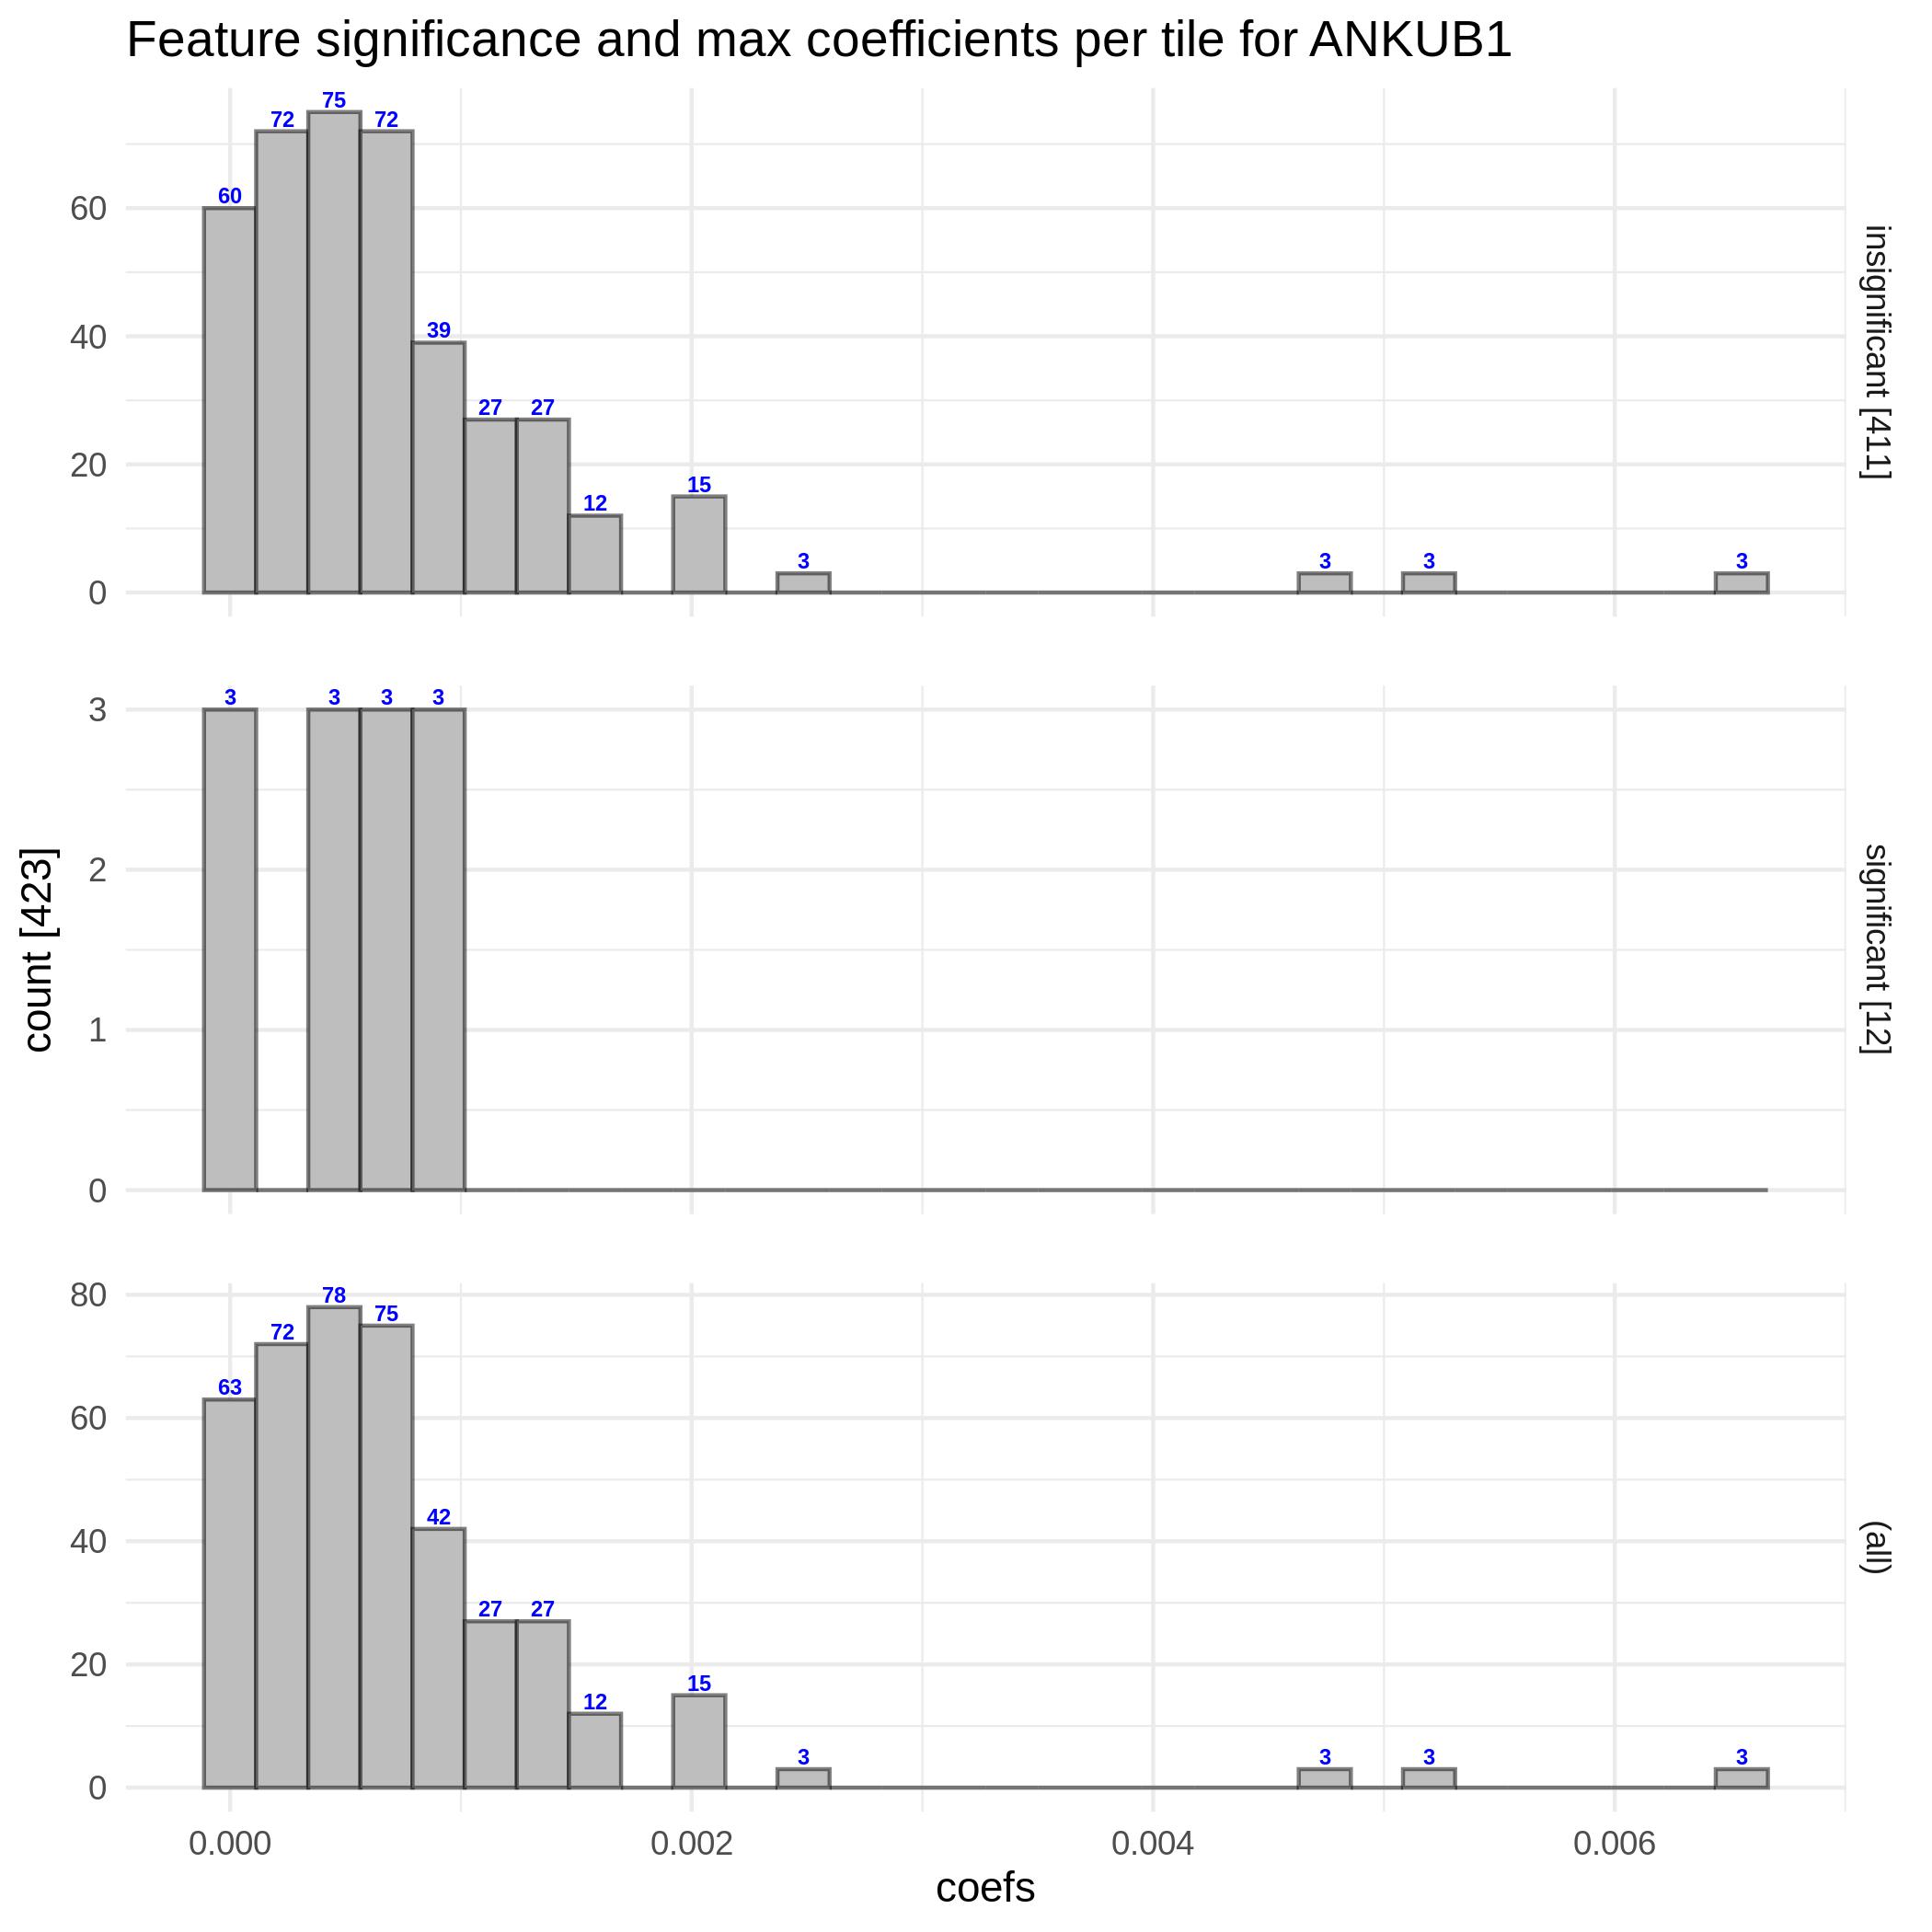 Feature significance and max coefficients per tile for ANKUB1
60 72 75 72 39 27 27 12 15 3 3 3 3
60
40
20
0
insignificant [411]
3 3 3 3
3
2
1
0
significant [12]
count [423]
63 72 78 75 42 27 27 12 15 3 3 3 3
80
60
40
20
0
(all)
0.000 0.002 0.004 0.006
coefs